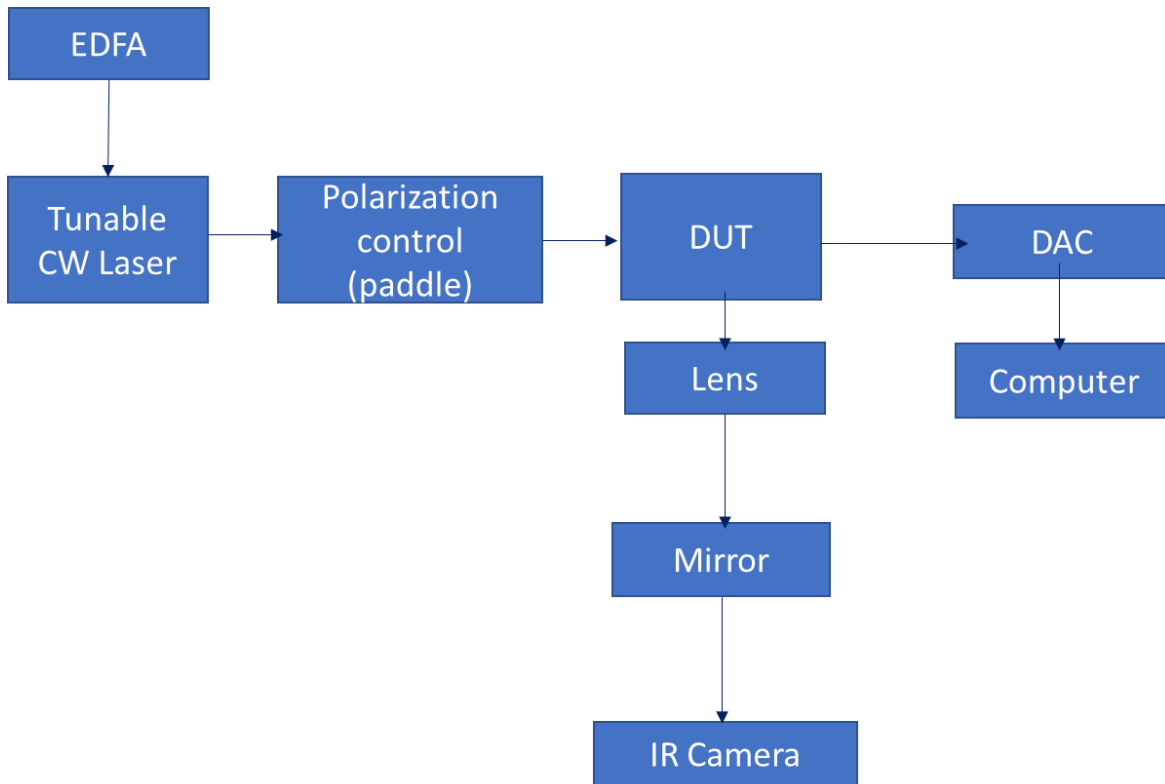 EDFA
Tunable
CW Laser
Polarization
control
(paddle)
DUT
DAC
Lens
Computer
Mirror
IR Camera